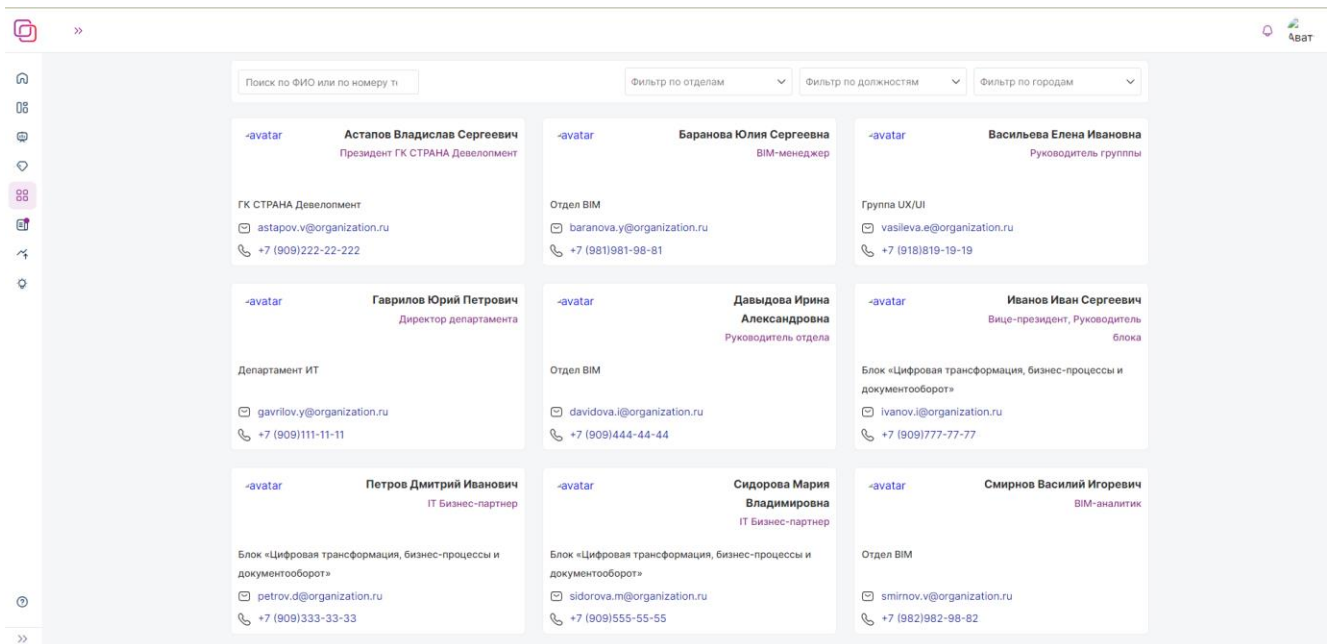 Ават
Поиск по ФИО или по номеру т
Фильтр по отделам
Фильтр по должностям
Фильтр по городам
avatar
Астапов Владислав Сергеевич
Президент ГК СТРАНА Девелопмент
ГК СТРАНА Девелопмент
astapov.v@organization.ru
+7 (909)222-22-222
avatar
Баранова Юлия Сергеевна
BIM-менеджер
Отдел BIM
baranova.y@organization.ru
+7 (981)981-98-81
avatar
Васильева Елена Ивановна
Руководитель групппы
Группа UX/UI
vasileva.e@organization.ru
+7 (918)819-19-19
avatar
Гаврилов Юрий Петрович
Директор департамента
Департамент ИТ
gavrilov.y@organization.ru
+7 (909)111-11-11
avatar
Давыдова Ирина
Александровна
Руководитель отдела
Отдел BIM
davidova.i@organization.ru
+7 (909)444-44-44
avatar
Иванов Иван Сергеевич
Вице-президент, Руководитель
блока
Блок «Цифровая трансформация, бизнес-процессы и
документооборот»
ivanov.i@organization.ru
+7 (909)777-77-77
avatar
Петров Дмитрий Иванович
IT Бизнес-партнер
Блок «Цифровая трансформация, бизнес-процессы и
документооборот»
petrov.d@organization.ru
+7 (909)333-33-33
avatar
Сидорова Мария
Владимировна
IT Бизнес-партнер
Блок «Цифровая трансформация, бизнес-процессы и
документооборот»
sidorova.m@organization.ru
+7 (909)555-55-55
avatar
Смирнов Василий Игоревич
BIM-аналитик
Отдел BIM
smirnov.v@organization.ru
+7 (982)982-98-82